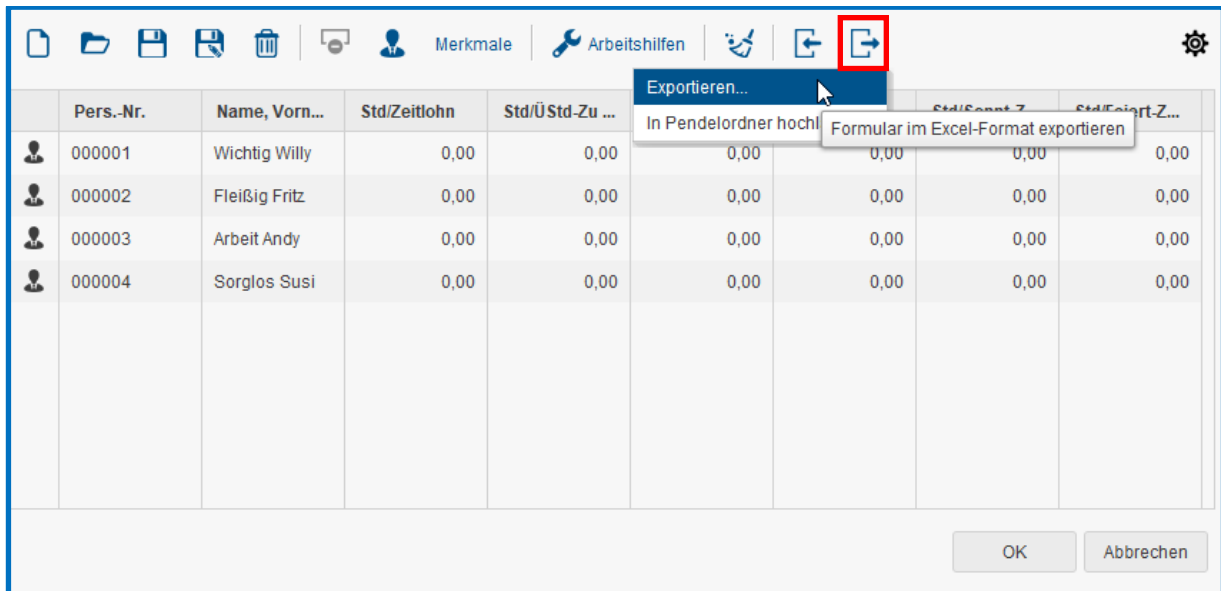 Merkmale Arbeitshilfen
Exportieren...
In Pendelordner hochl
Formular im Excel-Format exportieren
Pers.-Nr. Name, Vorn... Std/Zeitlohn Std/ÜStd-Zu ...
000001 Wichtig Willy 0,00 0,00 0,00 0,00 0,00 0,00
000002 Fleißig Fritz 0,00 0,00 0,00 0,00 0,00 0,00
000003 Arbeit Andy 0,00 0,00 0,00 0,00 0,00 0,00
000004 Sorglos Susi 0,00 0,00 0,00 0,00 0,00 0,00
OK Abbrechen